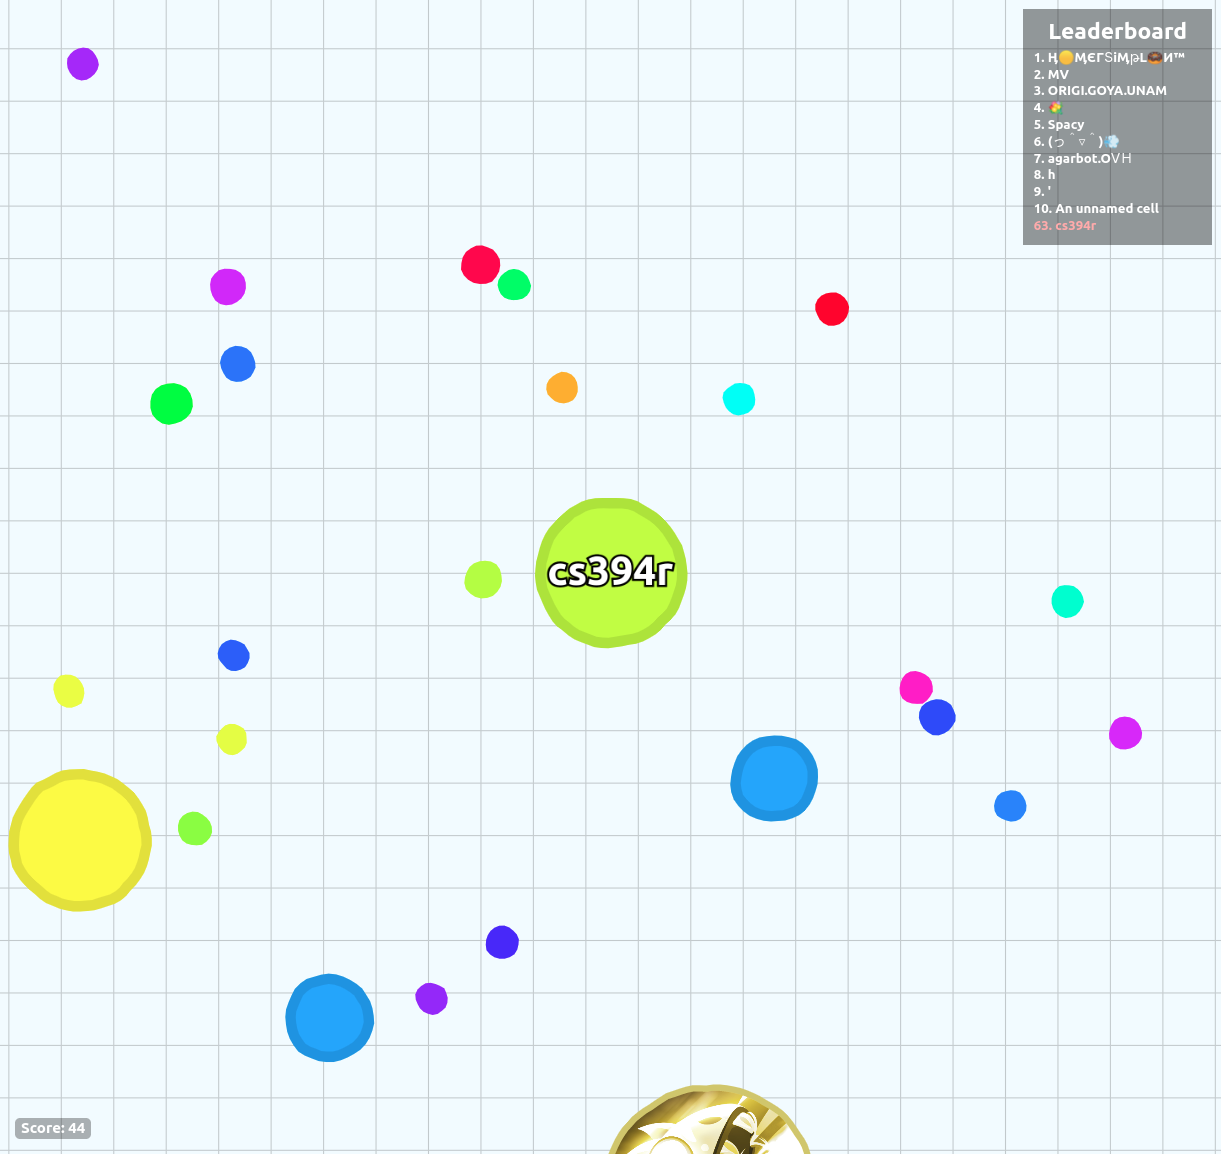 Leaderboard
1. Ӊ🟡ӍЄГSiӍṗL🍩И™
2. MV
3. ORIGI.GOYA.UNAM
4.
5. Spacy
6. (っ＾▿＾)💨
7. agarbot.OVH
8. h
9. '
10. An unnamed cell
63. cs394r
cs394r
Score: 44